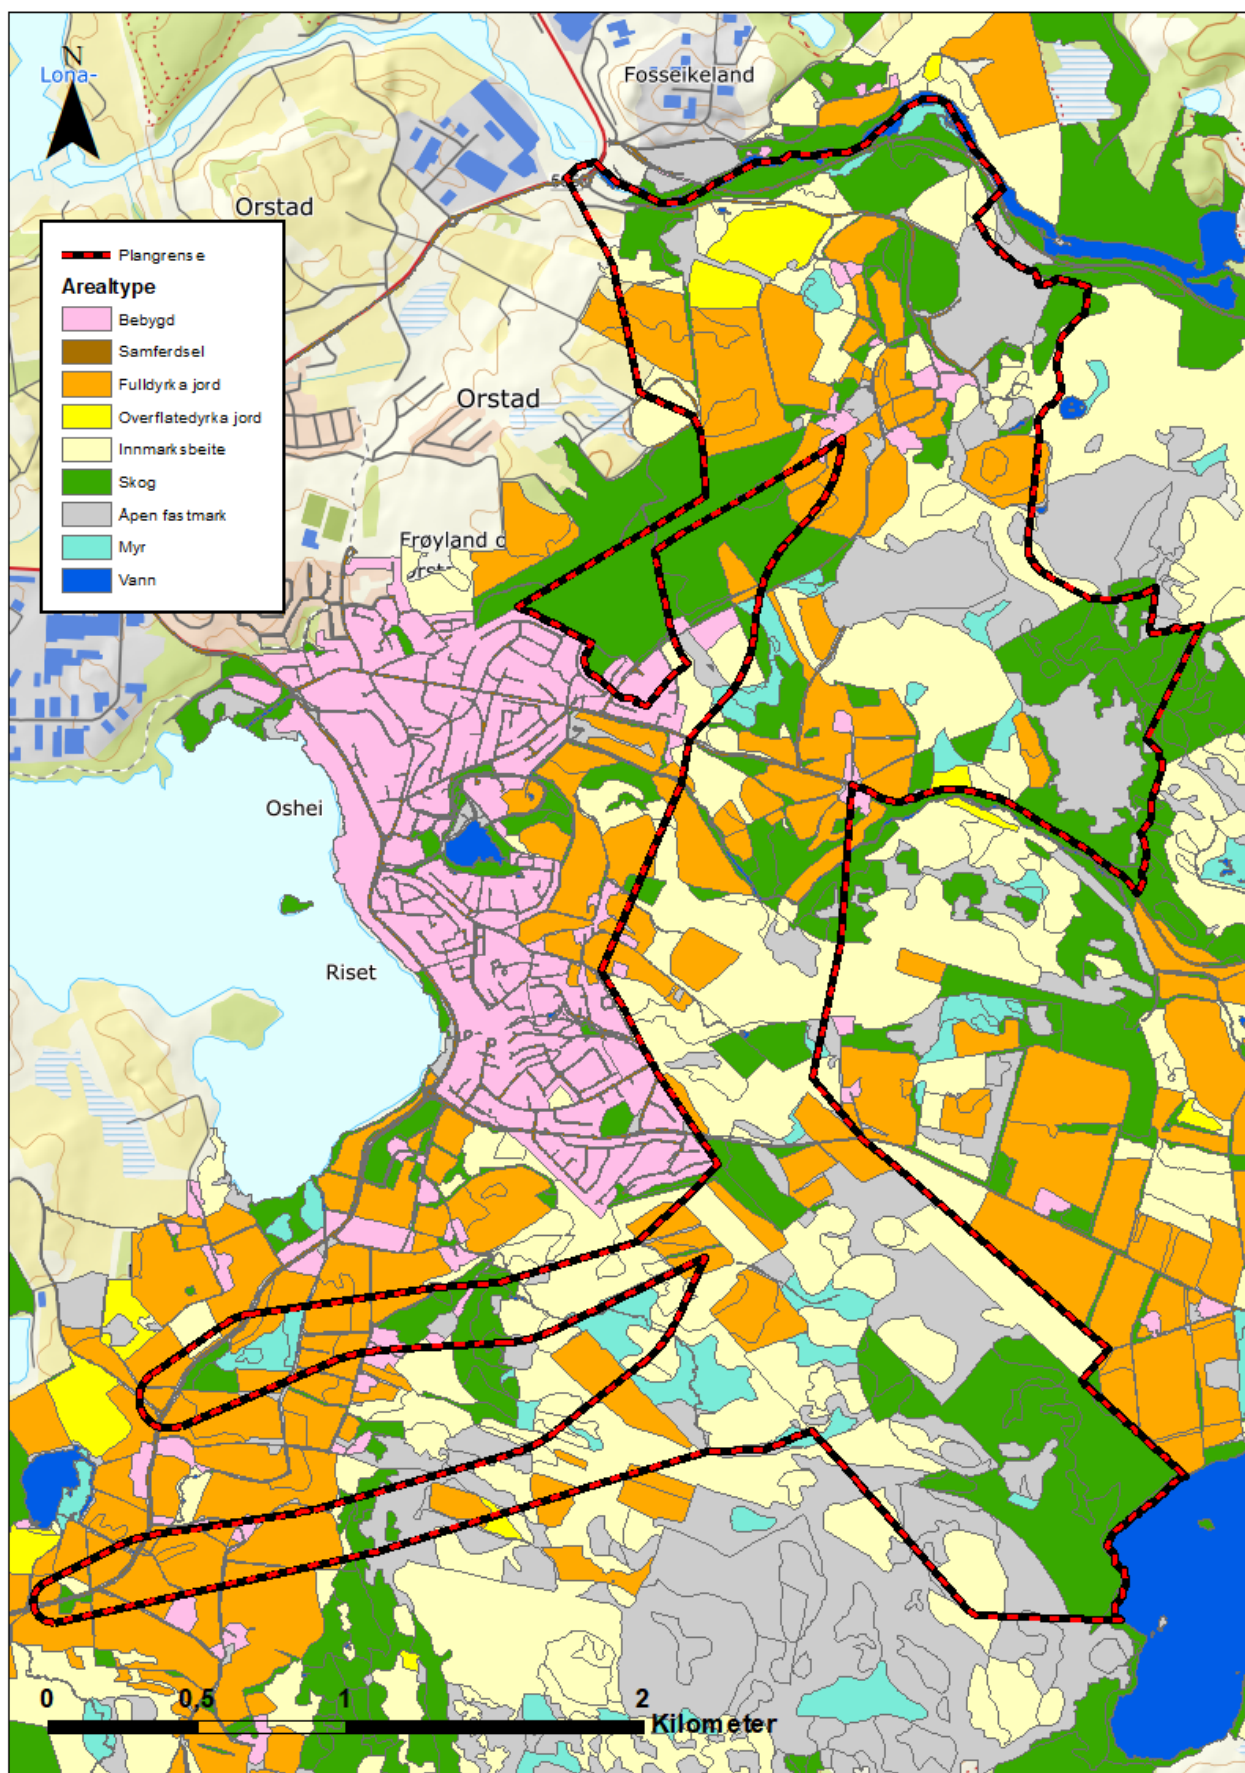 N
Lona-
Fosseikeland
Orstad
Plangrense
Arealtype
Bebygd
Samferdsel
Fulldyrka jord
Overflatedyrka jord
Innmarksbeite
Skog
Åpen fastmark
Myr
Vann
Orstad
Frøyland o
Oshei
Riset
0 0,5 1 2
Kilometer